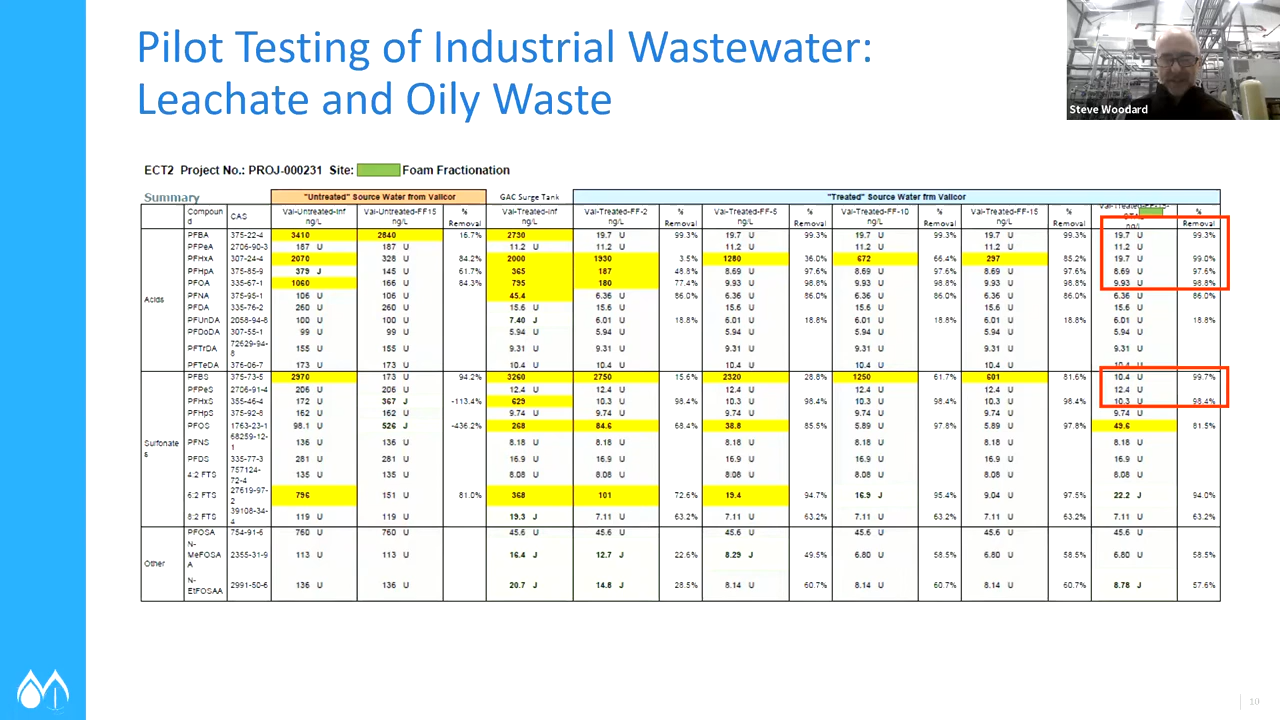 Pilot Testing of Industrial Wastewater:
Leachate and Oily Waste
Steve Woodard
ECT2 Project No.: PROJ-000231 Site: Foam Fractionation
Summary "Untreated" Source Water from Valicor GAC Surge Tank "Treated" Source Water frm Valicor
Compound CAS Val-Untreated-Inf ng/L Val-Untreated-FF15 ng/L % Removal Val-Treated-Inf ng/L Val-Treated-FF-2 ng/L % Removal Val-Treated-FF-5 ng/L % Removal Val-Treated-FF-10 ng/L % Removal Val-Treated-FF-15 ng/L % Removal ng/L Removal
Acids
PFBA 375-22-4 3410 2840 16.7% 2730 19.7 U 99.3% 19.7 U 99.3% 19.7 U 99.3% 19.7 U 99.3% 19.7 U 99.3%
PFPeA 2706-90-3 187 U 187 U 11.2 U 11.2 U 11.2 U 11.2 U 11.2 U 11.2 U
PFHxA 307-24-4 2070 328 U 84.2% 2000 1930 3.5% 1280 36.0% 672 66.4% 297 85.2% 19.7 U 99.0%
PFHpA 375-85-9 379 J 145 U 61.7% 365 187 48.8% 8.69 U 97.6% 8.69 U 97.6% 8.69 U 97.6% 8.69 U 97.6%
PFOA 335-67-1 1060 166 U 84.3% 795 180 77.4% 9.93 U 98.8% 9.93 U 98.8% 9.93 U 98.8% 9.93 U 98.8%
PFNA 375-95-1 106 U 106 U 45.4 6.36 U 86.0% 6.36 U 86.0% 6.36 U 86.0% 6.36 U 86.0% 6.36 U 86.0%
PFDA 335-76-2 260 U 260 U 15.6 U 15.6 U 15.6 U 15.6 U 15.6 U 15.6 U
PFUnDA 2058-94-8 100 U 100 U 7.40 J 6.01 U 18.8% 6.01 U 18.8% 6.01 U 18.8% 6.01 U 18.8% 6.01 U 18.8%
PFDoDA 307-55-1 99 U 99 U 5.94 U 5.94 U 5.94 U 5.94 U 5.94 U 5.94 U
PFTrDA 72629-94-8 155 U 155 U 9.31 U 9.31 U 9.31 U 9.31 U 9.31 U 9.31 U
PFTeDA 376-06-7 173 U 173 U 10.4 U 10.4 U 10.4 U 10.4 U 10.4 U 10.4 U
Sulfonates
PFBS 375-73-5 2970 173 U 94.2% 3260 2750 15.6% 2320 28.8% 1250 61.7% 601 81.6% 10.4 U 99.7%
PFPeS 2706-91-4 206 U 206 U 12.4 U 12.4 U 12.4 U 12.4 U 12.4 U 12.4 U
PFHxS 355-46-4 172 U 367 J -113.4% 629 10.3 U 98.4% 10.3 U 98.4% 10.3 U 98.4% 10.3 U 98.4% 10.3 U 98.4%
PFHpS 375-92-8 162 U 162 U 9.74 U 9.74 U 9.74 U 9.74 U 9.74 U 9.74 U
PFOS 1763-23-1 98.1 U 526 J -436.2% 268 84.6 68.4% 38.8 85.5% 5.89 U 97.8% 5.89 U 97.8% 49.6 81.5%
PFNS 68259-12-1 136 U 136 U 8.18 U 8.18 U 8.18 U 8.18 U 8.18 U 8.18 U
PFDS 335-77-3 281 U 281 U 16.9 U 16.9 U 16.9 U 16.9 U 16.9 U 16.9 U
4:2 FTS 757124-72-4 135 U 135 U 8.08 U 8.08 U 8.08 U 8.08 U 8.08 U 8.08 U
6:2 FTS 27619-97-2 796 151 U 81.0% 368 101 72.6% 19.4 94.7% 16.9 J 95.4% 9.04 U 97.5% 22.2 J 94.0%
8:2 FTS 39108-34-4 119 U 119 U 19.3 J 7.11 U 63.2% 7.11 U 63.2% 7.11 U 63.2% 7.11 U 63.2% 7.11 U 63.2%
Other
PFOSA 754-91-6 760 U 760 U 45.6 U 45.6 U 45.6 U 45.6 U 45.6 U 45.6 U
N-MeFOSAA 2355-31-9 113 U 113 U 16.4 J 12.7 J 22.6% 8.29 J 49.5% 6.80 U 58.5% 6.80 U 58.5% 6.80 U 58.5%
N-EtFOSAA 2991-50-6 136 U 136 U 20.7 J 14.8 J 28.5% 8.14 U 60.7% 8.14 U 60.7% 8.14 U 60.7% 8.78 J 57.6%
10